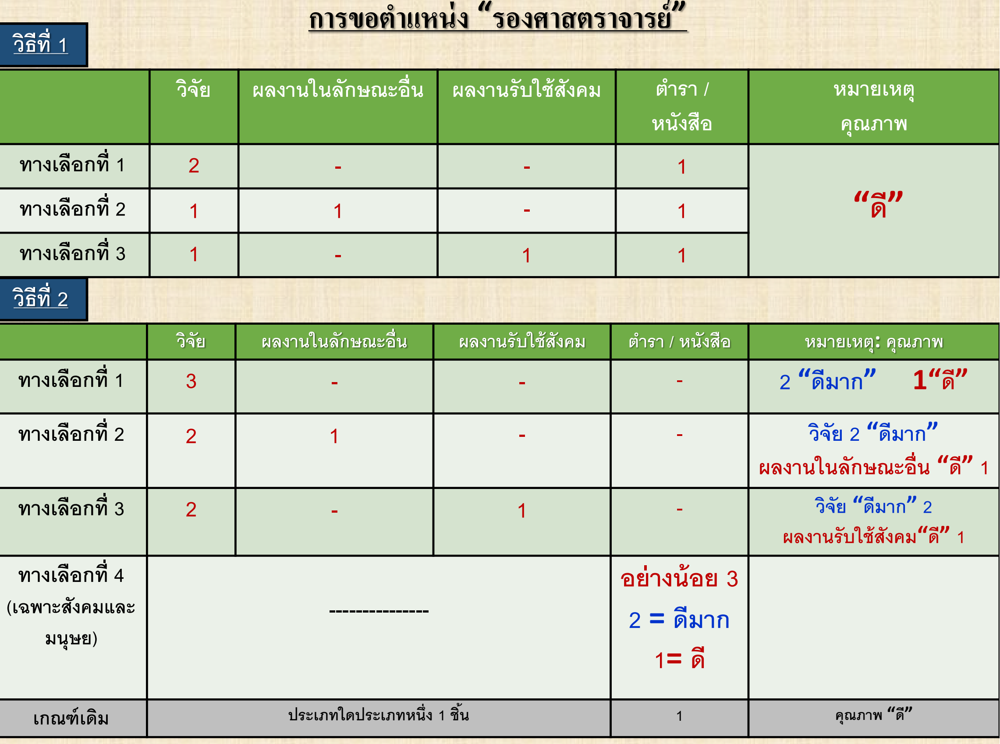 การขอตำแหน่ง “รองศาสตราจารย์”
วิธีที่ 1
วิจัย ผลงานในลักษณะอื่น ผลงานรับใช้สังคม ตำรา / หมายเหตุ
หนังสือ คุณภาพ
ทางเลือกที่ 1 2 - - 1
ทางเลือกที่ 2 1 1 - 1 “ดี”
ทางเลือกที่ 3 1 - 1 1
วิธีที่ 2
วิจัย ผลงานในลักษณะอื่น ผลงานรับใช้สังคม ตำรา / หนังสือ หมายเหตุ: คุณภาพ
ทางเลือกที่ 1 3 - - - 2 “ดีมาก” 1“ดี”
ทางเลือกที่ 2 2 1 - - วิจัย 2 “ดีมาก”
ผลงานในลักษณะอื่น “ดี” 1
ทางเลือกที่ 3 2 - 1 - วิจัย “ดีมาก” 2
ผลงานรับใช้สังคม“ดี” 1
ทางเลือกที่ 4 อย่างน้อย 3
(เฉพาะสังคมและ --------------- 2 = ดีมาก
มนุษย) 1= ดี
เกณฑ์เดิม ประเภทใดประเภทหนึ่ง 1 ชิ้น 1 คุณภาพ “ดี”